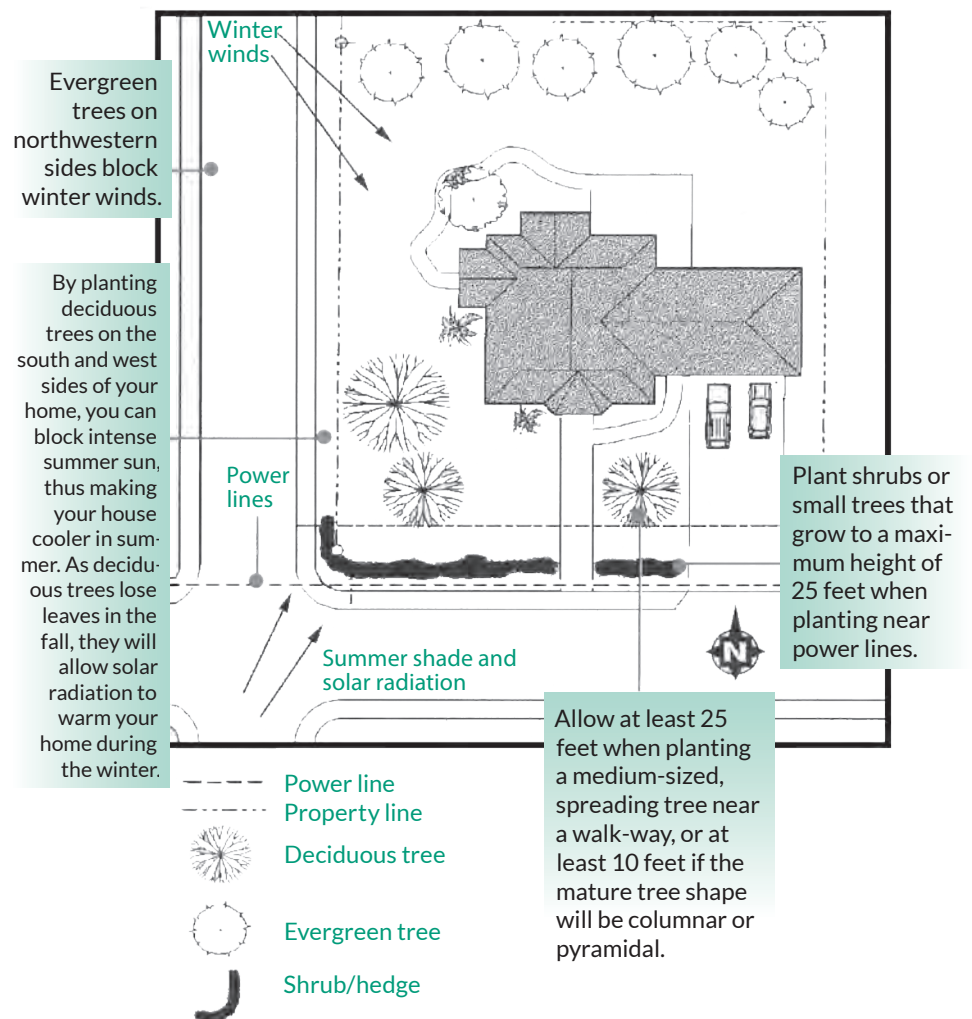 Winter
winds
Evergreen
trees on
northwestern
sides block
winter winds.
By planting
deciduous
trees on the
south and west
sides of your
home, you can
block intense
summer sun,
thus making
your house
cooler in sum-
mer. As decidu-
ous trees lose
leaves in the
fall, they will
allow solar
radiation to
warm your
home during
the winter.
Power
lines
Plant shrubs or
small trees that
grow to a maxi-
mum height of
25 feet when
planting near
power lines.
N
Summer shade and
solar radiation
Allow at least 25
feet when planting
a medium-sized,
spreading tree near
a walk-way, or at
least 10 feet if the
mature tree shape
will be columnar or
pyramidal.
Power line
Property line
Deciduous tree
Evergreen tree
Shrub/hedge